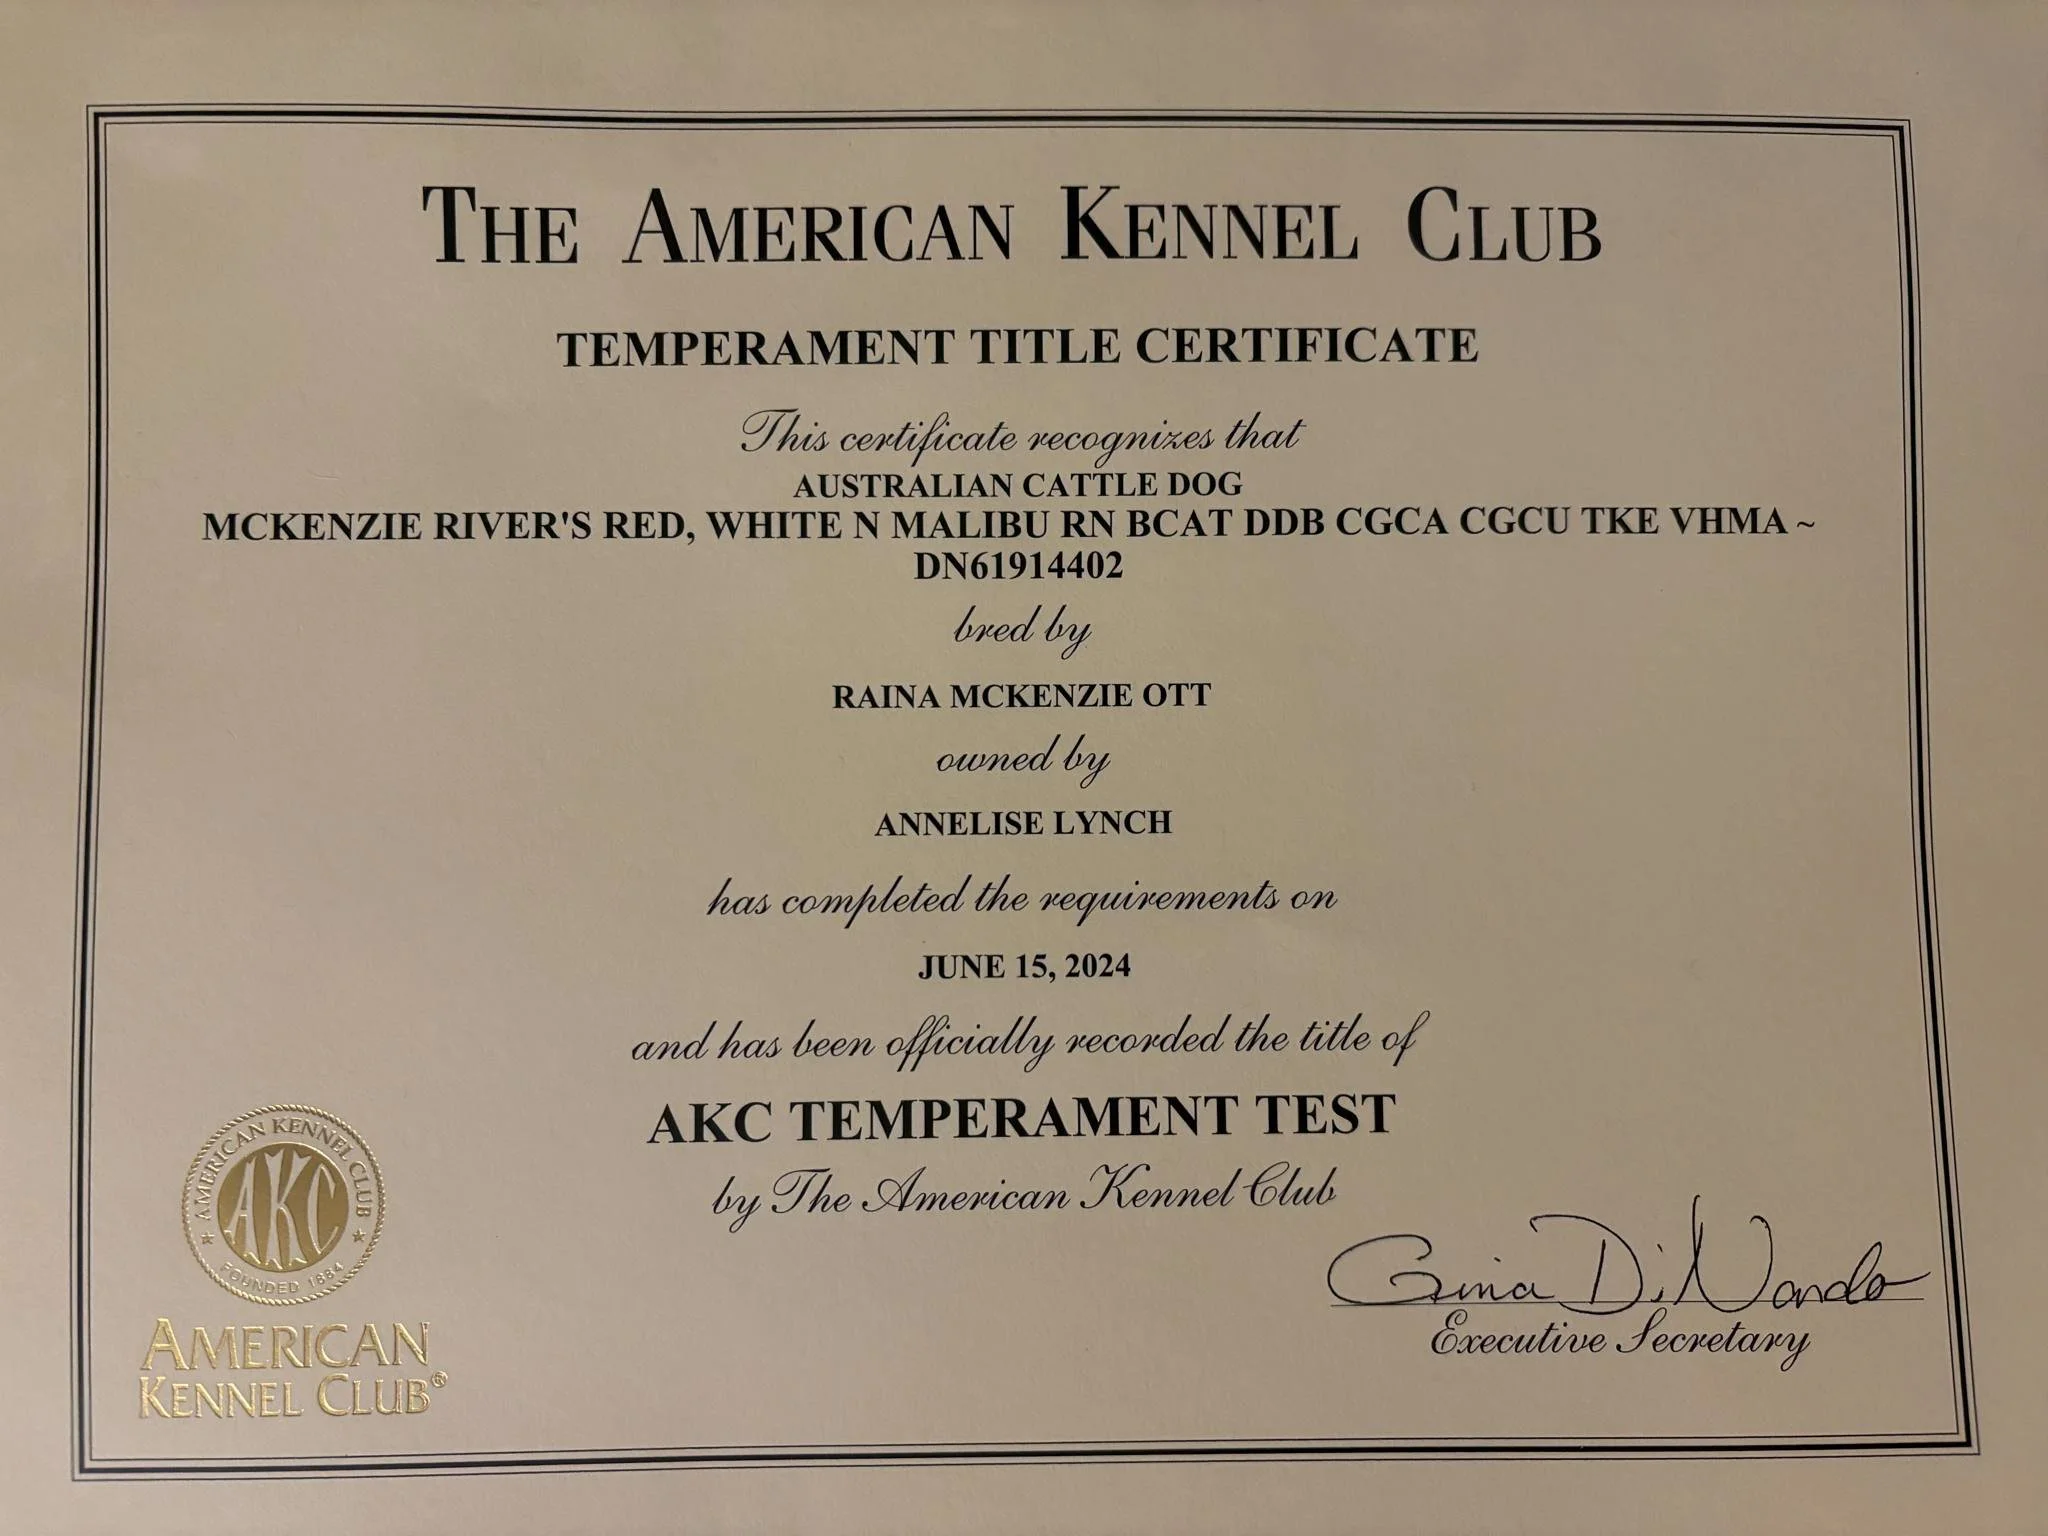 THE AMERICAN KENNEL CLUB
TEMPERAMENT TITLE CERTIFICATE
This certificate recognizes that
AUSTRALIAN CATTLE DOG
MCKENZIE RIVER'S RED, WHITE N MALIBU RN BCAT DDB CGCA CGCU TKE VHMA ~
DN61914402
bred by
RAINA MCKENZIE OTT
owned by
ANNELISE LYNCH
has completed the requirements on
JUNE 15, 2024
and has been officially recorded the title of
AKC TEMPERAMENT TEST
by The American Kennel Club
AMERICAN KENNEL CLUB
AKC
FOUNDED 1884
AMERICAN
KENNEL CLUB®
Gina DiNardo
Executive Secretary